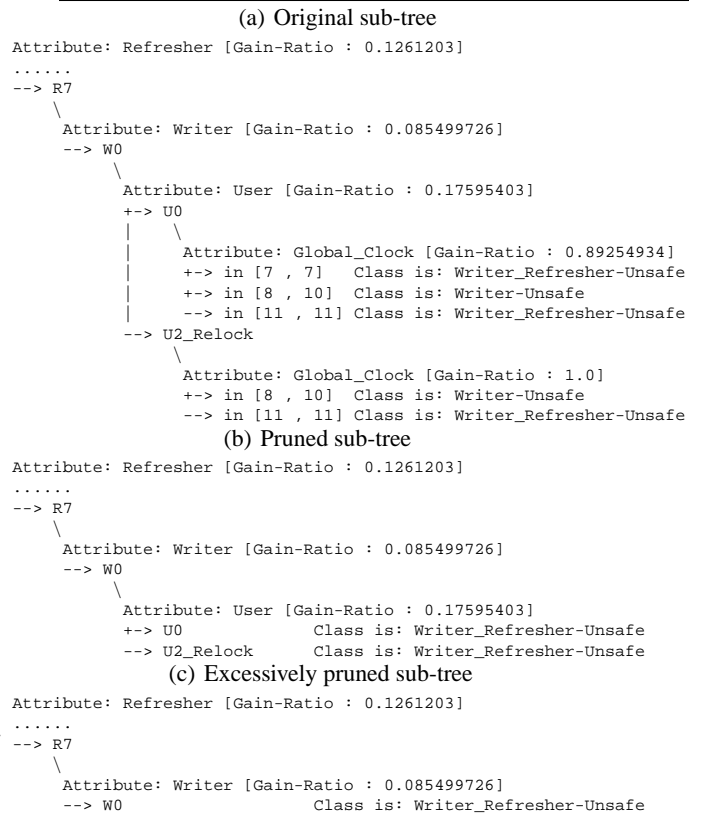 (a) Original sub-tree
Attribute: Refresher [Gain-Ratio : 0.1261203]
......
--> R7
\
Attribute: Writer [Gain-Ratio : 0.085499726]
--> W0
\
Attribute: User [Gain-Ratio : 0.17595403]
+-> U0
| \
| Attribute: Global_Clock [Gain-Ratio : 0.89254934]
| +-> in [7 , 7] Class is: Writer_Refresher-Unsafe
| +-> in [8 , 10] Class is: Writer-Unsafe
| --> in [11 , 11] Class is: Writer_Refresher-Unsafe
--> U2_Relock
\
Attribute: Global_Clock [Gain-Ratio : 1.0]
+-> in [8 , 10] Class is: Writer-Unsafe
--> in [11 , 11] Class is: Writer_Refresher-Unsafe
(b) Pruned sub-tree
Attribute: Refresher [Gain-Ratio : 0.1261203]
......
--> R7
\
Attribute: Writer [Gain-Ratio : 0.085499726]
--> W0
\
Attribute: User [Gain-Ratio : 0.17595403]
+-> U0 Class is: Writer_Refresher-Unsafe
--> U2_Relock Class is: Writer_Refresher-Unsafe
(c) Excessively pruned sub-tree
Attribute: Refresher [Gain-Ratio : 0.1261203]
......
--> R7
\
Attribute: Writer [Gain-Ratio : 0.085499726]
--> W0 Class is: Writer_Refresher-Unsafe